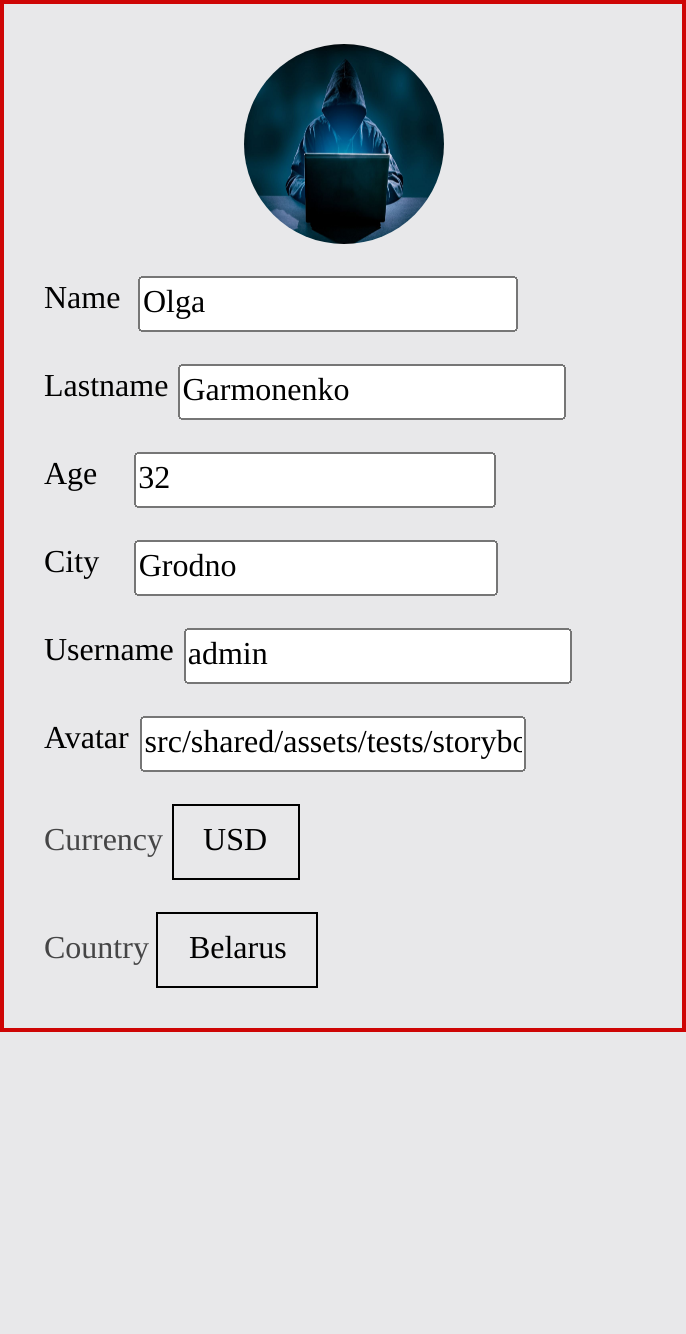 Name Olga
Lastname Garmonenko
Age 32
City Grodno
Username admin
Avatar src/shared/assets/tests/storybo
Currency USD
Country Belarus